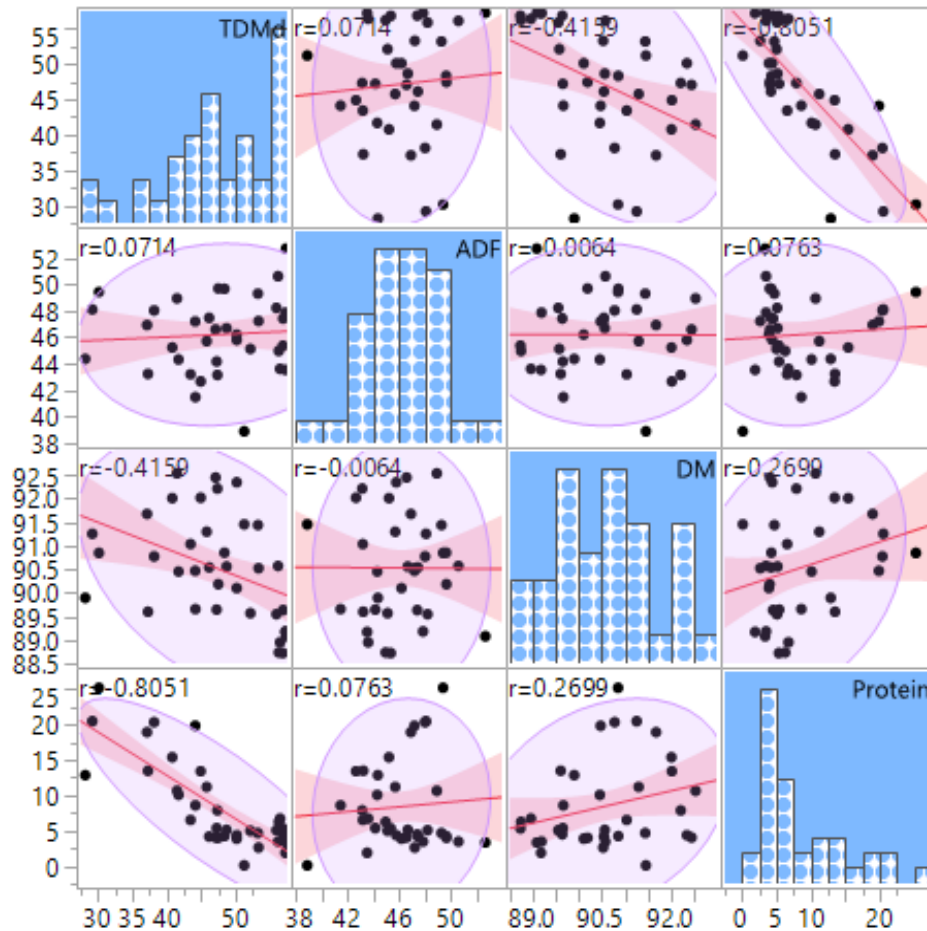 TDMd
r=0.0714
r=-0.4159
r=-0.8051
55
50
45
40
35
30
r=0.0714
ADF
r=-0.0064
r=0.0763
52
50
48
46
44
42
40
38
r=-0.4159
r=-0.0064
DM
r=0.2699
92.5
92.0
91.5
91.0
90.5
90.0
89.5
89.0
88.5
r=-0.8051
r=0.0763
r=0.2699
Protein
25
20
15
10
5
0
30 35 40 50 38 42 46 50 89.0 90.5 92.0 0 5 10 20